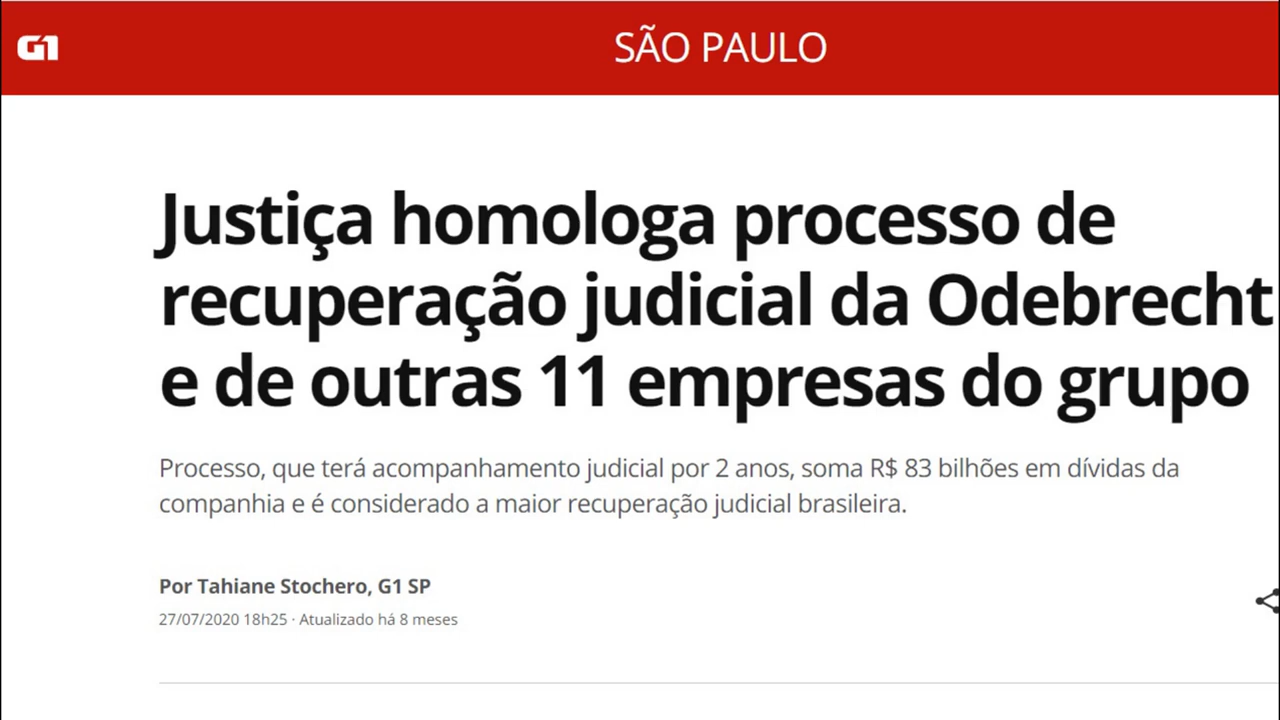 G1
SÃO PAULO
Justiça homologa processo de
recuperação judicial da Odebrecht
e de outras 11 empresas do grupo
Processo, que terá acompanhamento judicial por 2 anos, soma R$ 83 bilhões em dívidas da
companhia e é considerado a maior recuperação judicial brasileira.
Por Tahiane Stochero, G1 SP
27/07/2020 18h25 · Atualizado há 8 meses